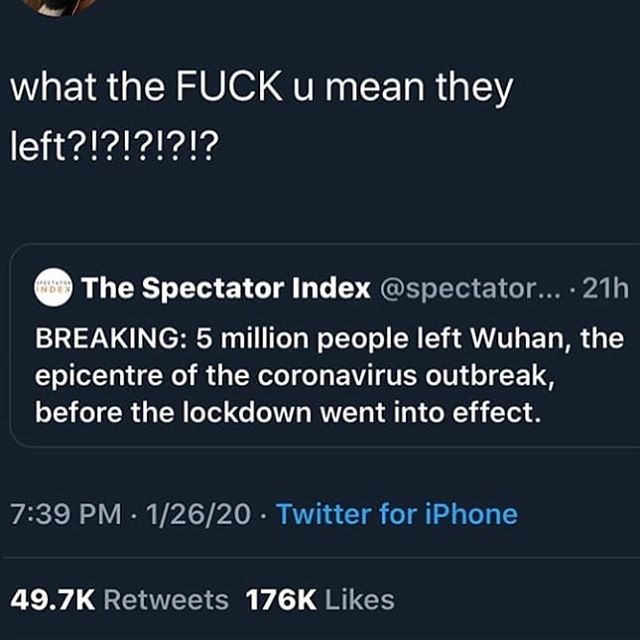 what the FUCK u mean they
left?!?!?!?!?
SPECTATOR
INDEX
The Spectator Index @spectator... · 21h
BREAKING: 5 million people left Wuhan, the
epicentre of the coronavirus outbreak,
before the lockdown went into effect.
7:39 PM · 1/26/20 · Twitter for iPhone
49.7K Retweets 176K Likes